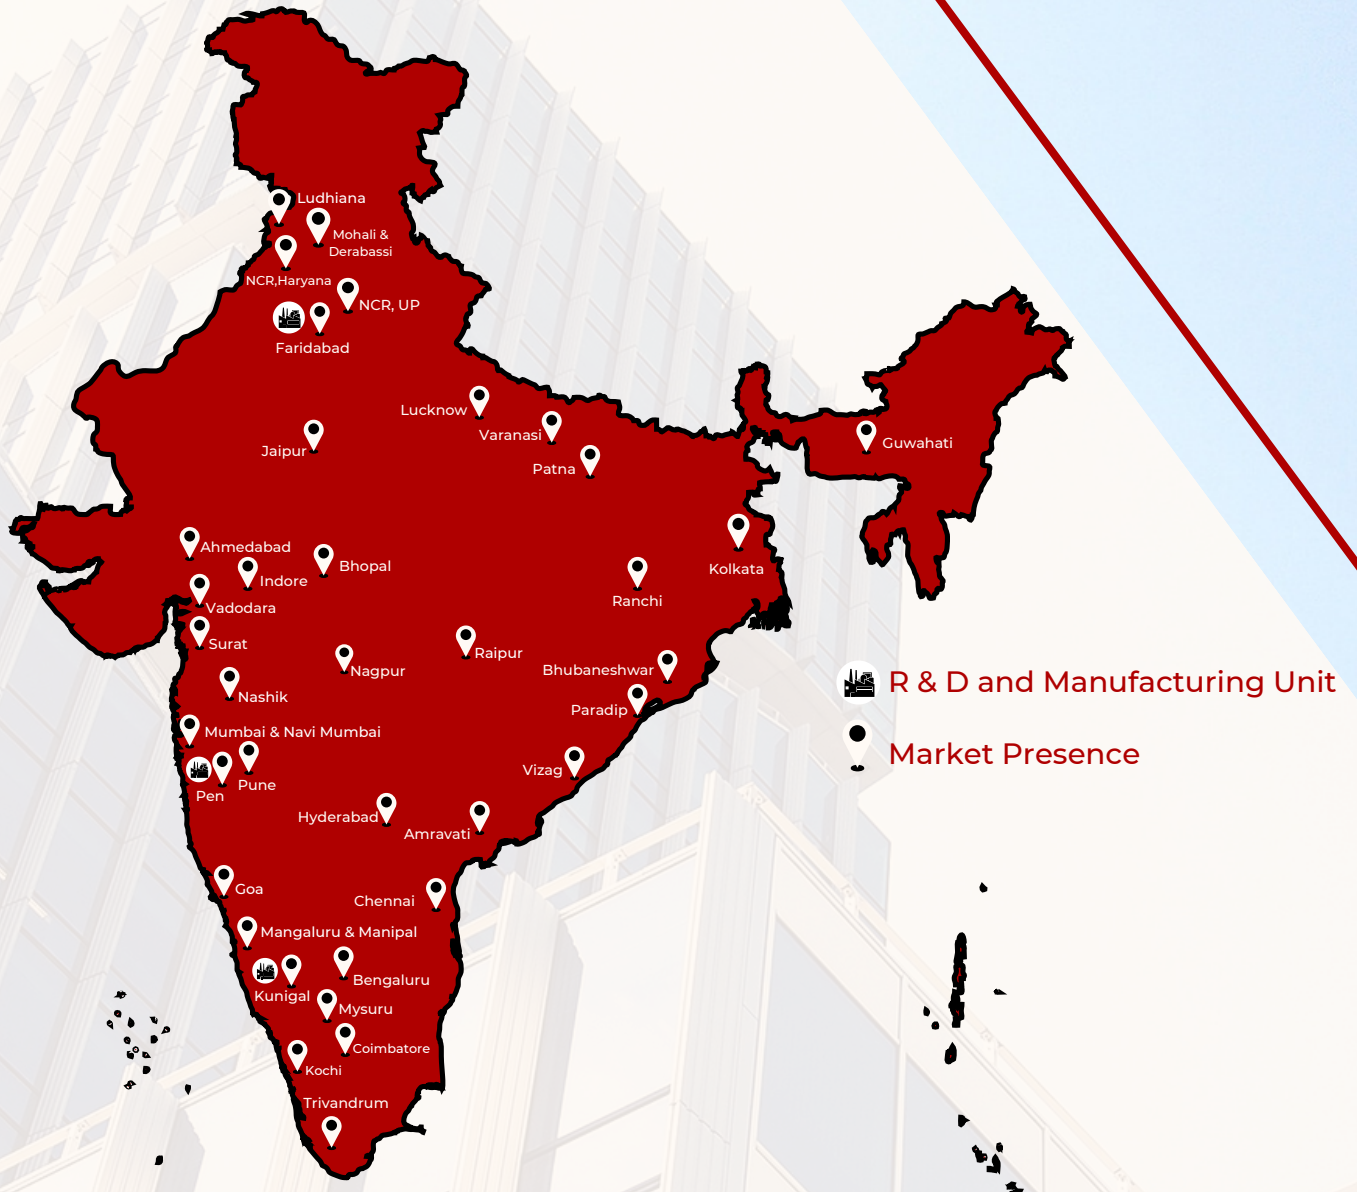 Ludhiana
Mohali &
Derabassi
NCR,Haryana
NCR, UP
Faridabad
Lucknow
Varanasi
Guwahati
Jaipur
Patna
Ahmedabad
Bhopal
Kolkata
Indore
Ranchi
Vadodara
Surat
Raipur
Nagpur
Bhubaneshwar
R & D and Manufacturing Unit
Nashik
Paradip
Mumbai & Navi Mumbai
Market Presence
Vizag
Pune
Pen
Hyderabad
Amravati
Goa
Chennai
Mangaluru & Manipal
Bengaluru
Kunigal
Mysuru
Coimbatore
Kochi
Trivandrum